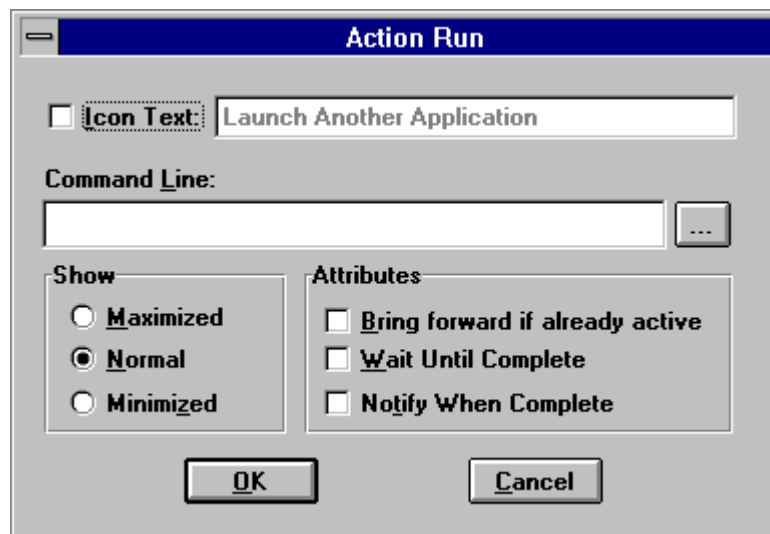 Action Run
Icon Text: Launch Another Application
Command Line:
...
Show
Maximized
Normal
Minimized
Attributes
Bring forward if already active
Wait Until Complete
Notify When Complete
OK Cancel